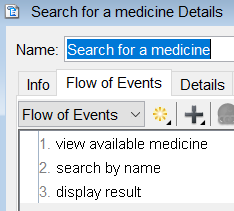 Search for a medicine Details
Name: Search for a medicine
Info Flow of Events Details
Flow of Events
1. view available medicine
2. search by name
3. display result